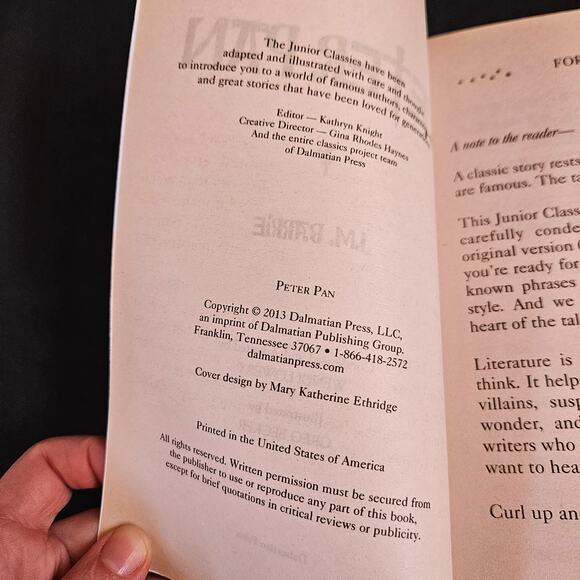 The Junior Classics have been
adapted and illustrated with care and thought
to introduce you to a world of famous authors, characters
and great stories that have been loved for generations
Editor — Kathryn Knight
Creative Director — Gina Rhodes Haynes
And the entire classics project team
of Dalmatian Press
J.M. BARRIE
PETER PAN
Copyright © 2013 Dalmatian Press, LLC,
an imprint of Dalmatian Publishing Group.
Franklin, Tennessee 37067 • 1-866-418-2572
dalmatianpress.com
Cover design by Mary Katherine Ethridge
Printed in the United States of America
All rights reserved. Written permission must be secured from
the publisher to use or reproduce any part of this book,
except for brief quotations in critical reviews or publicity.
FOR
A note to the reader—
A classic story rests
are famous. The ta
This Junior Class
carefully conde
original version (
you're ready for
known phrases
style. And we
heart of the tal
Literature is
think. It help
villains, susp
wonder, and
writers who
want to hea
Curl up an